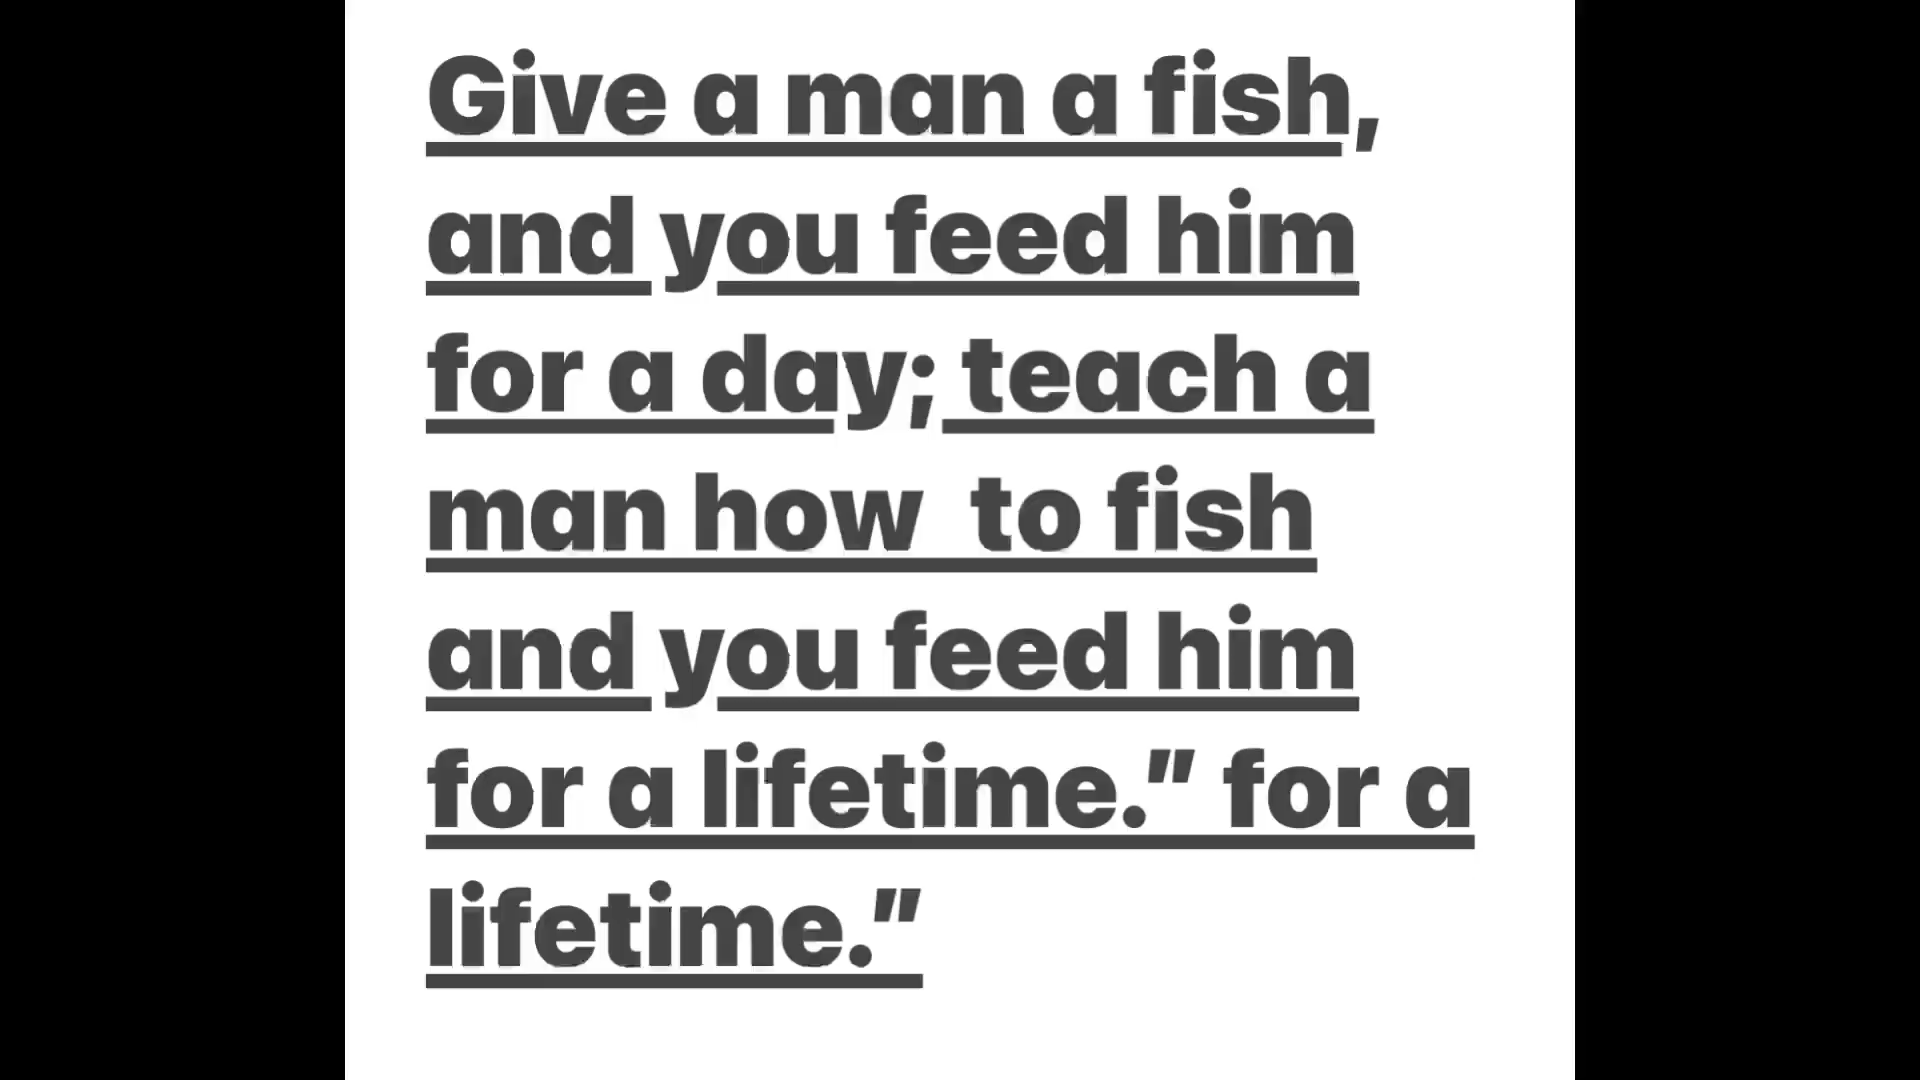 Give a man a fish,
and you feed him
for a day; teach a
man how  to fish
and you feed him
for a lifetime.” for a
lifetime.”